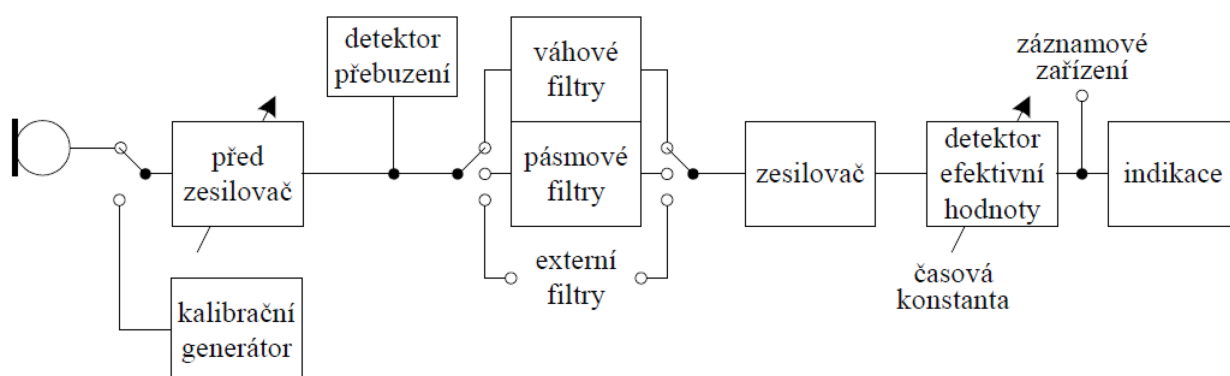 detektor
přebuzení
váhové
filtry
záznamové
zařízení
před
zesilovač
pásmové
filtry
zesilovač
detektor
efektivní
hodnoty
indikace
externí
filtry
časová
konstanta
kalibrační
generátor